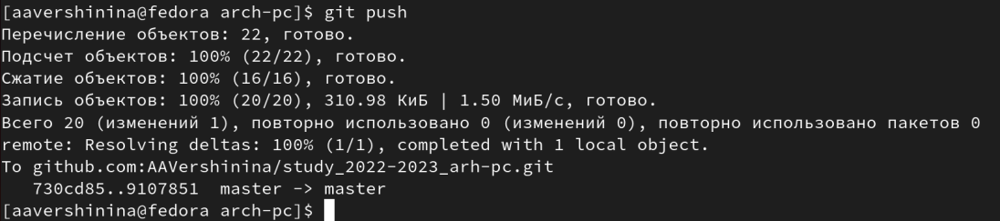 [aavershinina@fedora arch-pc]$ git push
Перечисление объектов: 22, готово.
Подсчет объектов: 100% (22/22), готово.
Сжатие объектов: 100% (16/16), готово.
Запись объектов: 100% (20/20), 310.98 КиБ | 1.50 МиБ/с, готово.
Всего 20 (изменений 1), повторно использовано 0 (изменений 0), повторно использовано пакетов 0
remote: Resolving deltas: 100% (1/1), completed with 1 local object.
To github.com:AAVershinina/study_2022-2023_arh-pc.git
   730cd85..9107851  master -> master
[aavershinina@fedora arch-pc]$